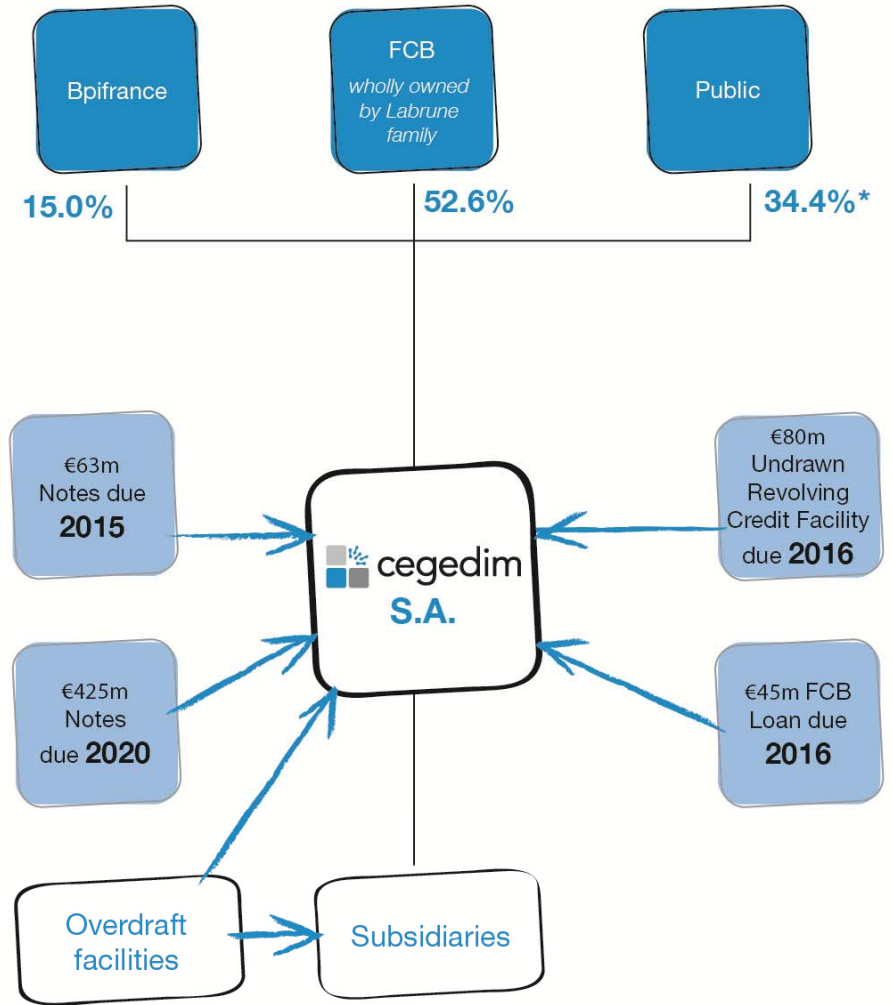 Bpifrance
FCB
wholly owned
by Labrune
family
Public
15.0%
52.6%
34.4%*
€63m
Notes due
2015
€80m
Undrawn
Revolving
Credit Facility
due 2016
cegedim
S.A.
€425m
Notes
due 2020
€45m FCB
Loan due
2016
Overdraft
facilities
Subsidiaries